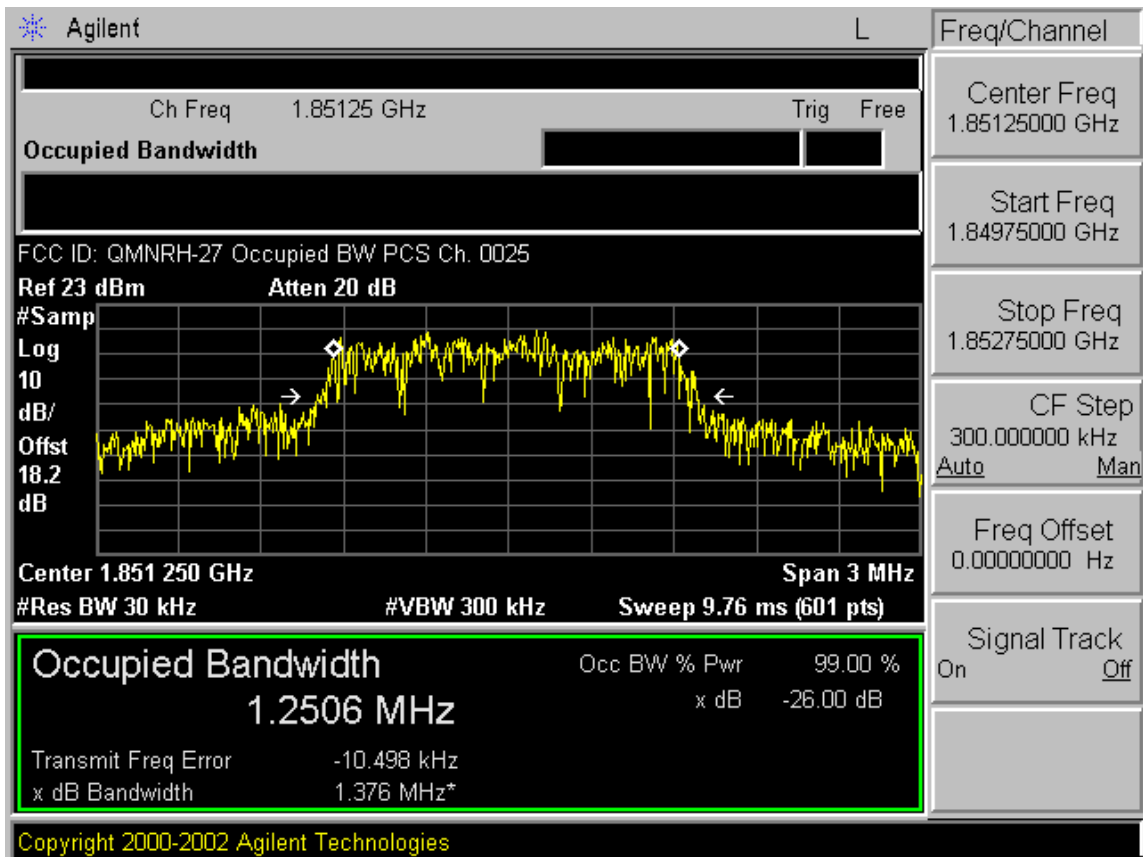 Agilent L
Freq/Channel
Ch Freq 1.85125 GHz Trig Free
Occupied Bandwidth
FCC ID: QMNRH-27 Occupied BW PCS Ch. 0025
Ref 23 dBm Atten 20 dB
#Samp
Log
10
dB/
Offst
18.2
dB
Center 1.851 250 GHz Span 3 MHz
#Res BW 30 kHz #VBW 300 kHz Sweep 9.76 ms (601 pts)
Occupied Bandwidth
1.2506 MHz
Occ BW % Pwr 99.00 %
x dB -26.00 dB
Transmit Freq Error -10.498 kHz
x dB Bandwidth 1.376 MHz*
Copyright 2000-2002 Agilent Technologies
Center Freq
1.85125000 GHz
Start Freq
1.84975000 GHz
Stop Freq
1.85275000 GHz
CF Step
300.000000 kHz
Auto Man
Freq Offset
0.00000000 Hz
Signal Track
On Off